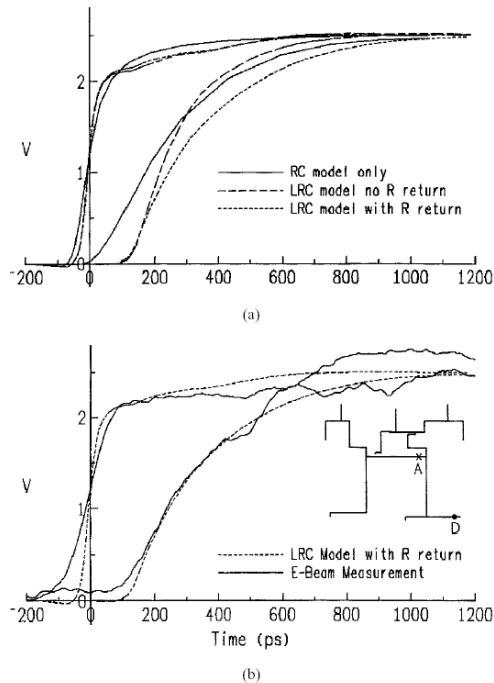 2
V
1
RC model only
LRC model no R return
LRC model with R return
0
-200 0 200 400 600 800 1000 1200
(a)
2
V
1
A
D
LRC Model with R return
E-Beam Measurement
0
-200 0 200 400 600 800 1000 1200
Time (ps)
(b)